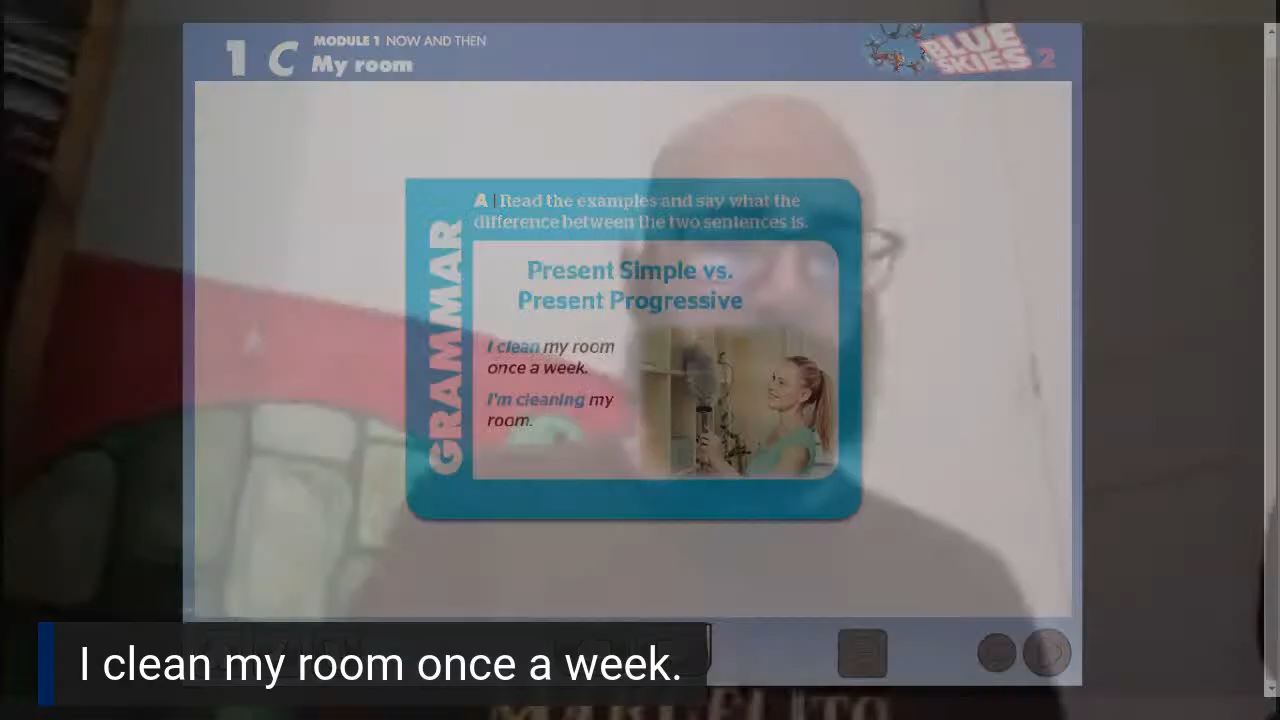 1 C
MODULE 1 NOW AND THEN
My room
BLUE
SKIES 2
GRAMMAR
A | Read the examples and say what the
difference between the two sentences is.
Present Simple vs.
Present Progressive
I clean my room
once a week.
I'm cleaning my
room.
I clean my room once a week.